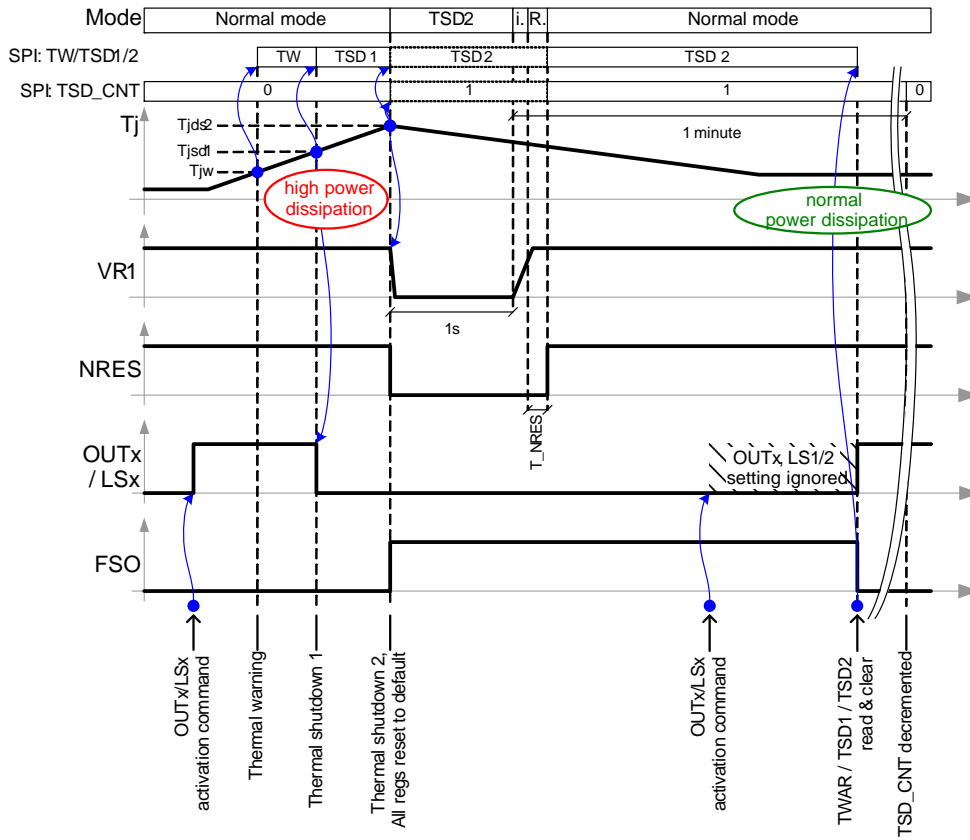 Mode
Normal mode
TSD2
i.
R.
Normal mode
SPI: TW/TSD1/2
TW
TSD 1
TSD 2
TSD 2
SPI: TSD_CNT
0
1
1
0
Tj
Tjds2
Tjsd1
Tjw
1 minute
high power
dissipation
normal
power dissipation
VR1
1s
NRES
T_NRES
OUTx
/ LSx
OUTx, LS1/2
setting ignored
FSO
OUTx/LSx
activation command
Thermal warning
Thermal shutdown 1
Thermal shutdown 2,
All regs reset to default
OUTx/LSx
activation command
TWAR / TSD1 / TSD2
read & clear
TSD_CNT decremented